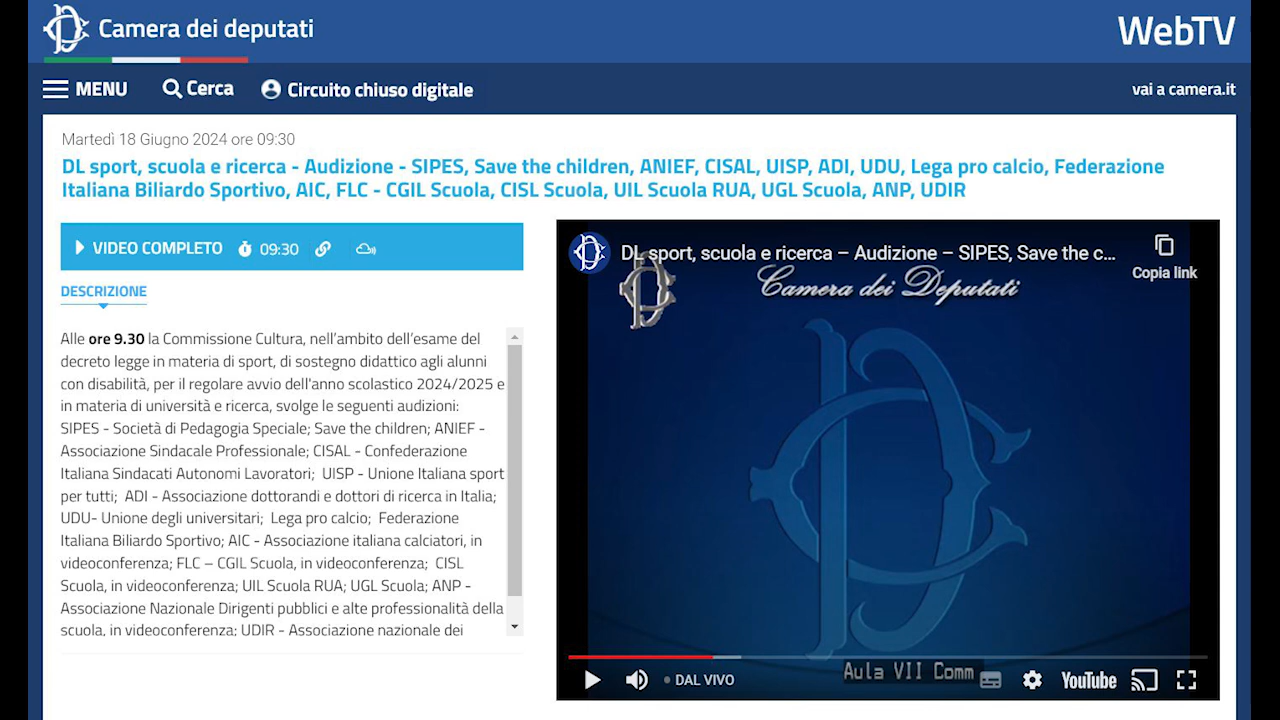 Camera dei deputati
WebTV
MENU
Cerca
Circuito chiuso digitale
vai a camera.it
Martedì 18 Giugno 2024 ore 09:30
DL sport, scuola e ricerca - Audizione - SIPES, Save the children, ANIEF, CISAL, UISP, ADI, UDU, Lega pro calcio, Federazione
Italiana Biliardo Sportivo, AIC, FLC - CGIL Scuola, CISL Scuola, UIL Scuola RUA, UGL Scuola, ANP, UDIR
VIDEO COMPLETO 09:30
DESCRIZIONE
Alle ore 9.30 la Commissione Cultura, nell’ambito dell’esame del
decreto legge in materia di sport, di sostegno didattico agli alunni
con disabilità, per il regolare avvio dell'anno scolastico 2024/2025 e
in materia di università e ricerca, svolge le seguenti audizioni:
SIPES - Società di Pedagogia Speciale; Save the children; ANIEF -
Associazione Sindacale Professionale; CISAL - Confederazione
Italiana Sindacati Autonomi Lavoratori; UISP - Unione Italiana sport
per tutti; ADI - Associazione dottorandi e dottori di ricerca in Italia;
UDU- Unione degli universitari; Lega pro calcio; Federazione
Italiana Biliardo Sportivo; AIC - Associazione italiana calciatori, in
videoconferenza; FLC – CGIL Scuola, in videoconferenza; CISL
Scuola, in videoconferenza; UIL Scuola RUA; UGL Scuola; ANP -
Associazione Nazionale Dirigenti pubblici e alte professionalità della
scuola, in videoconferenza; UDIR - Associazione nazionale dei
DL sport, scuola e ricerca – Audizione – SIPES, Save the c...
Copia link
Camera dei Deputati
Aula VII Comm
DAL VIVO
YouTube